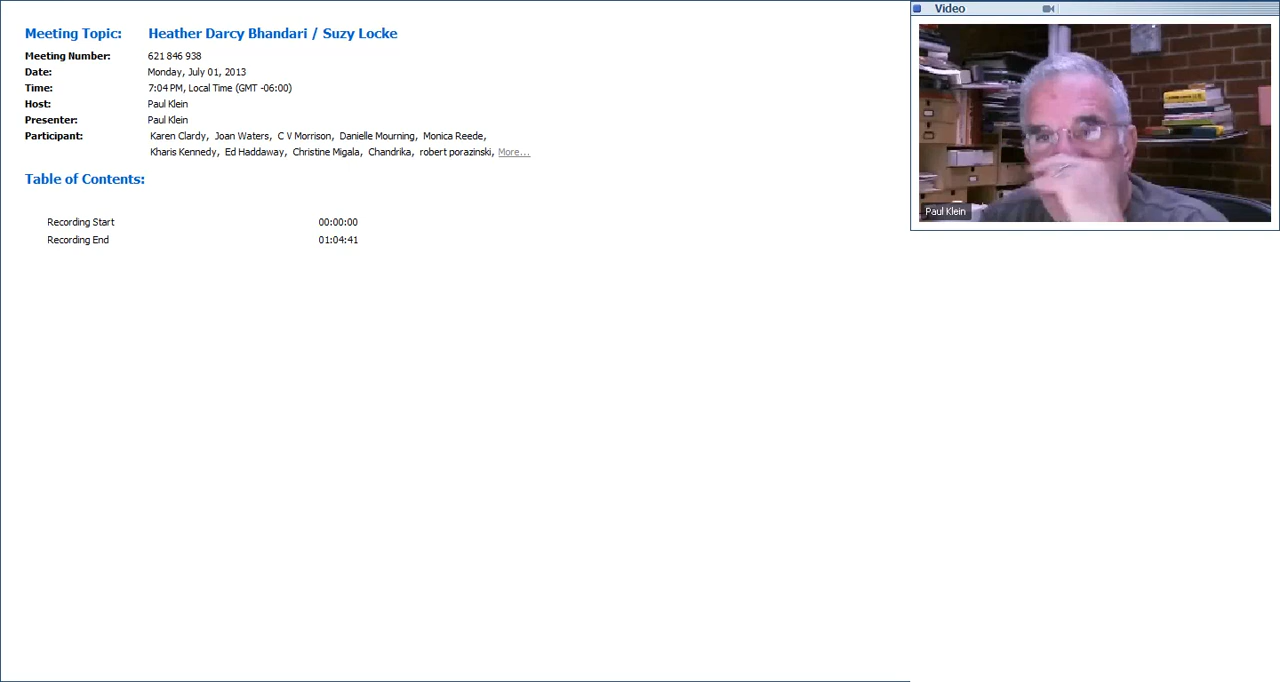 Meeting Topic: Heather Darcy Bhandari / Suzy Locke
Meeting Number: 621 846 938
Date: Monday, July 01, 2013
Time: 7:04 PM, Local Time (GMT -06:00)
Host: Paul Klein
Presenter: Paul Klein
Participant: Karen Clardy, Joan Waters, C V Morrison, Danielle Mourning, Monica Reede,
Kharis Kennedy, Ed Haddaway, Christine Migala, Chandrika, robert porazinski, More...
Table of Contents:
Recording Start 00:00:00
Recording End 01:04:41
Video
Paul Klein